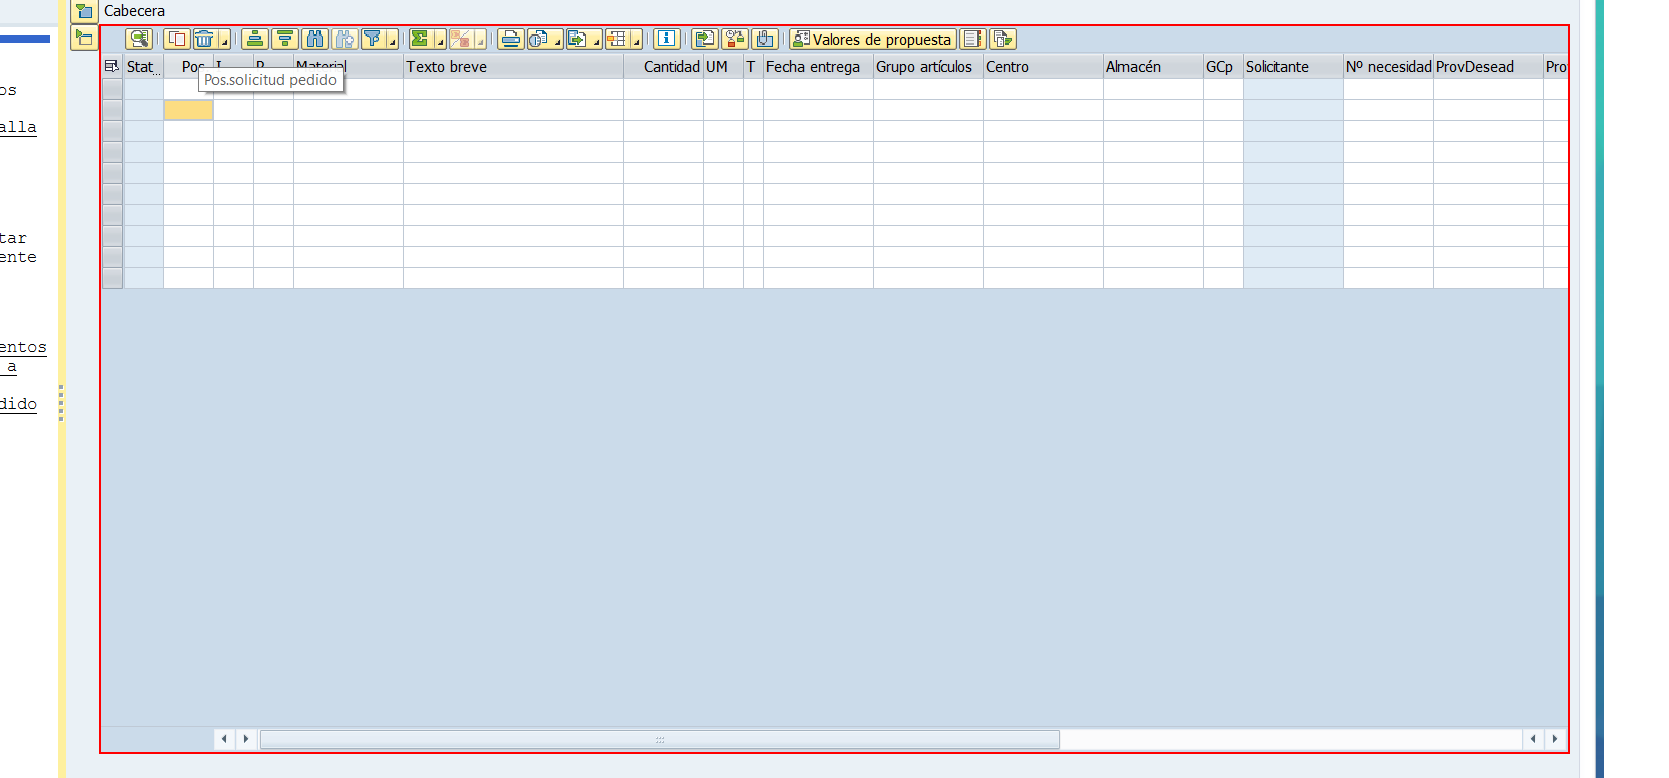 Cabecera
Valores de propuesta
Stat... Pos Material Texto breve Cantidad UM T Fecha entrega Grupo artículos Centro Almacén GCp Solicitante Nº necesidad ProvDesead Pro
Pos.solicitud pedido
os
alla
tar
ente
entos
a
dido